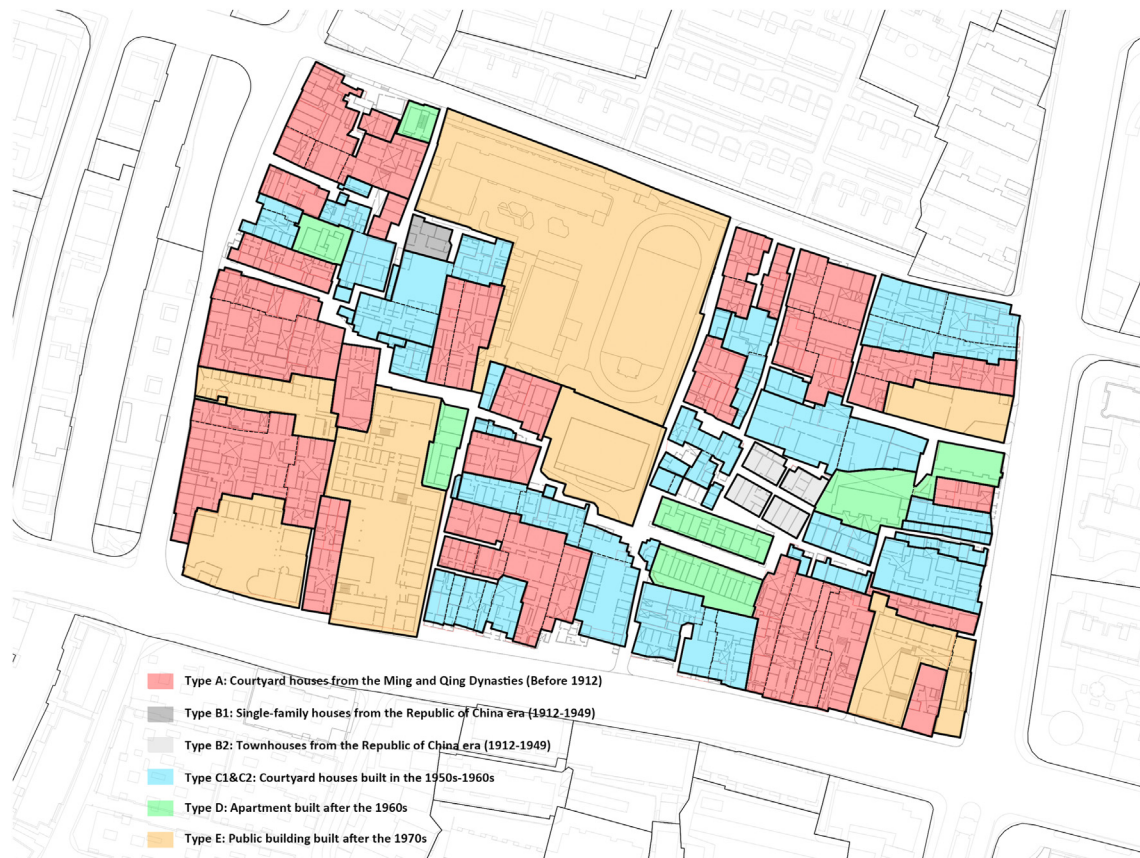 Type A: Courtyard houses from the Ming and Qing Dynasties (Before 1912)
Type B1: Single-family houses from the Republic of China era (1912-1949)
Type B2: Townhouses from the Republic of China era (1912-1949)
Type C1&C2: Courtyard houses built in the 1950s-1960s
Type D: Apartment built after the 1960s
Type E: Public building built after the 1970s